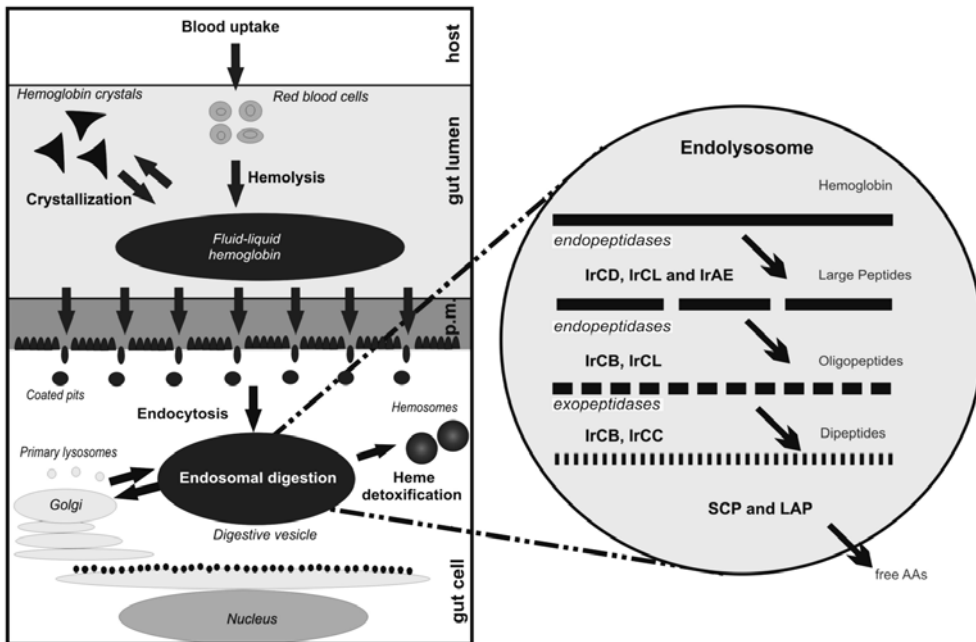 Blood uptake
host
Hemoglobin crystals
Red blood cells
Crystallization
Hemolysis
gut lumen
Fluid-liquid
hemoglobin
p.m.
Coated pits
Endocytosis
Hemosomes
Primary lysosomes
Golgi
Endosomal digestion
Heme
detoxification
Digestive vesicle
Nucleus
gut cell
Endolysosome
Hemoglobin
endopeptidases
IrCD, IrCL and IrAE
Large Peptides
endopeptidases
IrCB, IrCL
Oligopeptides
exopeptidases
IrCB, IrCC
Dipeptides
SCP and LAP
free AAs